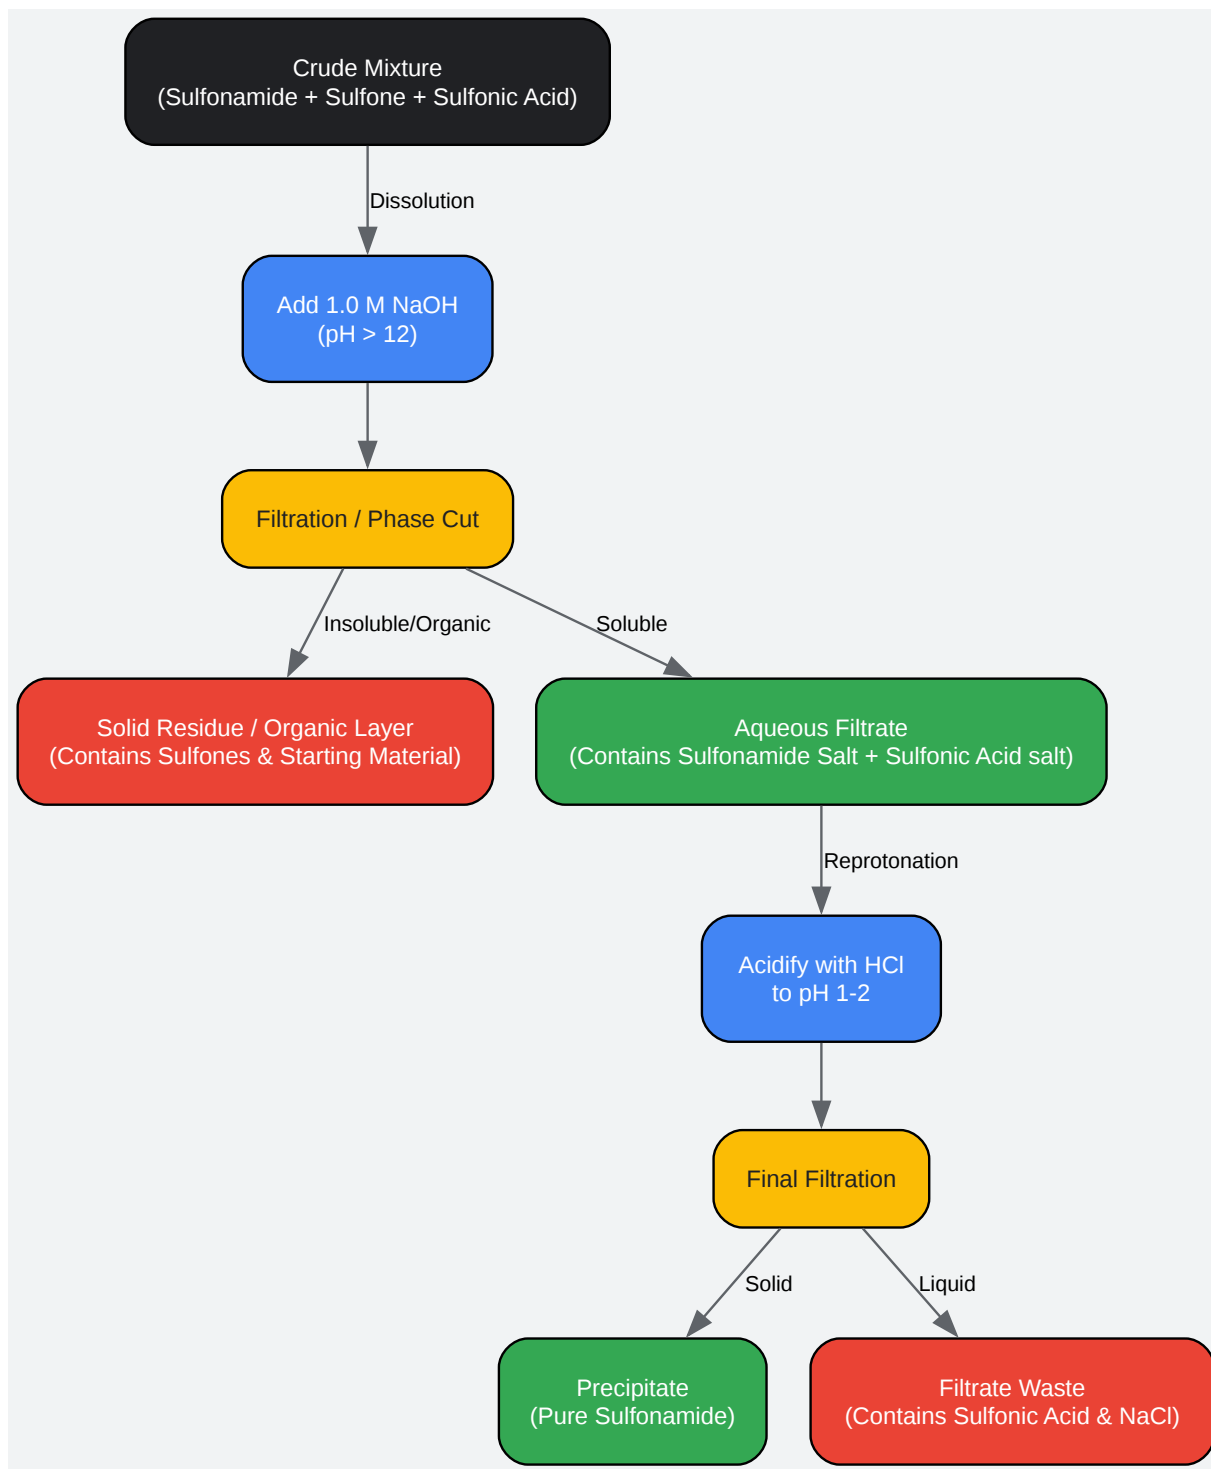 Crude Mixture
(Sulfonamide + Sulfone + Sulfonic Acid)
Dissolution
Add 1.0 M NaOH
(pH > 12)
Filtration / Phase Cut
Insoluble/Organic
Soluble
Solid Residue / Organic Layer
(Contains Sulfones & Starting Material)
Aqueous Filtrate
(Contains Sulfonamide Salt + Sulfonic Acid salt)
Reprotonation
Acidify with HCl
to pH 1-2
Final Filtration
Solid
Liquid
Precipitate
(Pure Sulfonamide)
Filtrate Waste
(Contains Sulfonic Acid & NaCl)